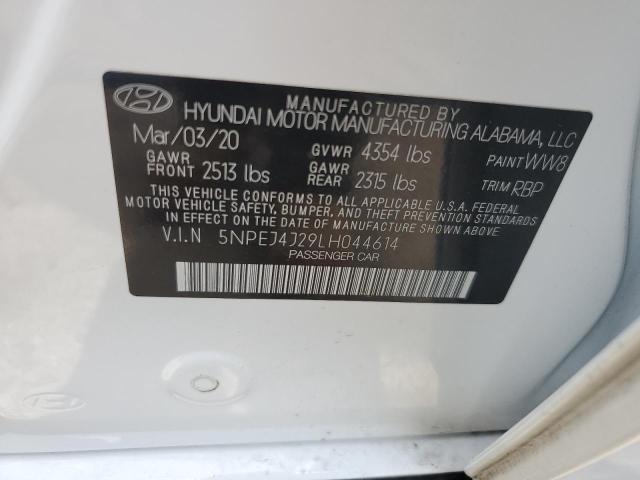 MANUFACTURED BY
HYUNDAI MOTOR MANUFACTURING ALABAMA, LLC
Mar/03/20 GVWR 4354 lbs PAINT WW8
GAWR FRONT 2513 lbs GAWR REAR 2315 lbs TRIM RBP
THIS VEHICLE CONFORMS TO ALL APPLICABLE U.S.A. FEDERAL
MOTOR VEHICLE SAFETY, BUMPER, AND THEFT PREVENTION
STANDARDS IN EFFECT ON THE DATE OF MANUFACTURE SHOWN ABOVE.
V.I.N 5NPEJ4J29LH044614
PASSENGER CAR